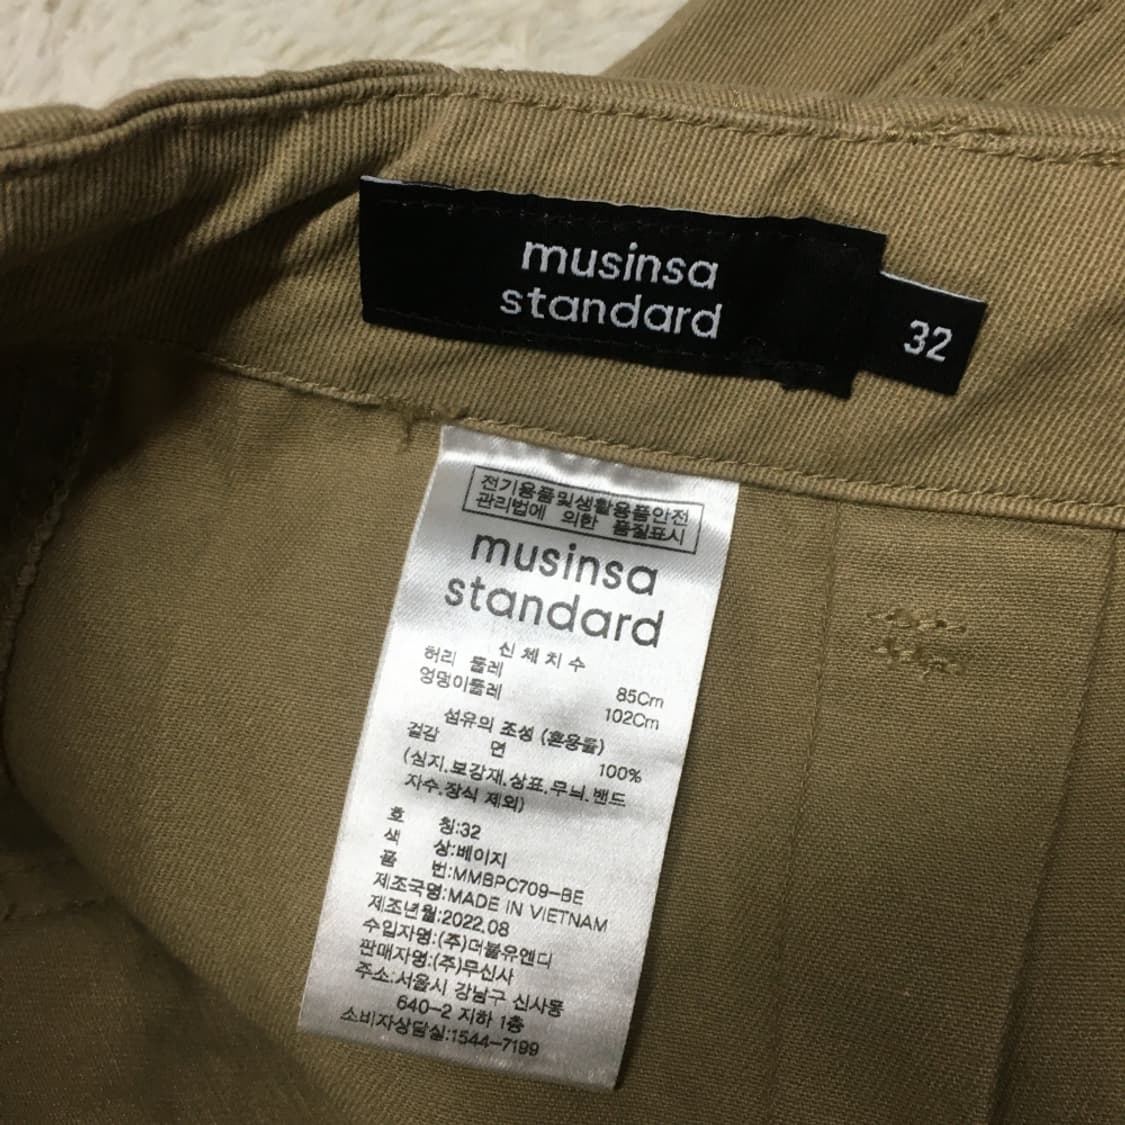 musinsa
standard
32
전기용품및생활용품안전
관리법에 의한 품질표시
musinsa
standard
신체치수
허리 둘레 85Cm
엉덩이둘레 102Cm
섬유의 조성 (혼용률)
겉감 면 100%
(심지.보강재.상표.무늬.밴드
자수.장식 제외)
호 칭:32
색 상:베이지
품 번:MMBPC709-BE
제조국명:MADE IN VIETNAM
제조년월:2022.08
수입자명:(주)더블유앤디
판매자명:(주)무신사
주소:서울시 강남구 신사동
640-2 지하 1층
소비자상담실:1544-7199